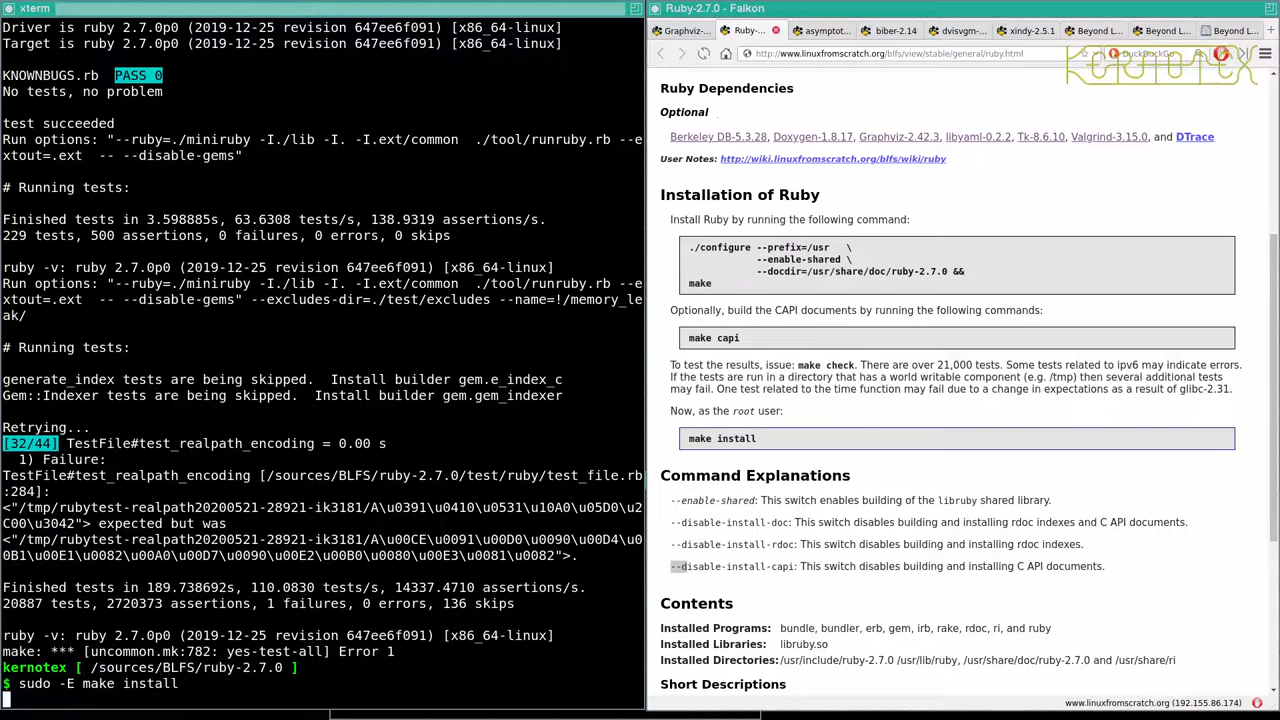 xterm
Driver is ruby 2.7.0p0 (2019-12-25 revision 647ee6f091) [x86_64-linux]
Target is ruby 2.7.0p0 (2019-12-25 revision 647ee6f091) [x86_64-linux]
KNOWNBUGS.rb  PASS 0
No tests, no problem
test succeeded
Run options: "--ruby=./miniruby -I./lib -I. -I.ext/common  ./tool/runruby.rb --e
xtout=.ext  -- --disable-gems"
# Running tests:
Finished tests in 3.598885s, 63.6308 tests/s, 138.9319 assertions/s.
229 tests, 500 assertions, 0 failures, 0 errors, 0 skips
ruby -v: ruby 2.7.0p0 (2019-12-25 revision 647ee6f091) [x86_64-linux]
Run options: "--ruby=./miniruby -I./lib -I. -I.ext/common  ./tool/runruby.rb --e
xtout=.ext  -- --disable-gems" --excludes-dir=./test/excludes --name=!/memory_le
ak/
# Running tests:
generate_index tests are being skipped.  Install builder gem.e_index_c
Gem::Indexer tests are being skipped.  Install builder gem.gem_indexer
Retrying...
[32/44] TestFile#test_realpath_encoding = 0.00 s
  1) Failure:
TestFile#test_realpath_encoding [/sources/BLFS/ruby-2.7.0/test/ruby/test_file.rb
:284]:
<"/tmp/rubytest-realpath20200521-28921-ik3181/A\u0391\u0410\u0531\u10A0\u05D0\u2
C00\u3042"> expected but was
<"/tmp/rubytest-realpath20200521-28921-ik3181/A\u00CE\u0091\u00D0\u0090\u00D4\u0
0B1\u00E1\u0082\u00A0\u00D7\u0090\u00E2\u00B0\u0080\u00E3\u0081\u0082">.
Finished tests in 189.738692s, 110.0830 tests/s, 14337.4710 assertions/s.
20887 tests, 2720373 assertions, 1 failures, 0 errors, 136 skips
ruby -v: ruby 2.7.0p0 (2019-12-25 revision 647ee6f091) [x86_64-linux]
make: *** [uncommon.mk:782: yes-test-all] Error 1
kernotex [ /sources/BLFS/ruby-2.7.0 ]
$ sudo -E make install
Ruby-2.7.0 - Falkon
Graphviz-... Ruby-... asymptot... biber-2.14 dvisvgm-... xindy-2.5.1 Beyond L... Beyond L... Beyond L...
http://www.linuxfromscratch.org/blfs/view/stable/general/ruby.html DuckDuckGo
KERNOTEX
Ruby Dependencies
Optional
Berkeley DB-5.3.28, Doxygen-1.8.17, Graphviz-2.42.3, libyaml-0.2.2, Tk-8.6.10, Valgrind-3.15.0, and DTrace
User Notes: http://wiki.linuxfromscratch.org/blfs/wiki/ruby
Installation of Ruby
Install Ruby by running the following command:
./configure --prefix=/usr   \
            --enable-shared \
            --docdir=/usr/share/doc/ruby-2.7.0 &&
make
Optionally, build the CAPI documents by running the following commands:
make capi
To test the results, issue: make check. There are over 21,000 tests. Some tests related to ipv6 may indicate errors.
If the tests are run in a directory that has a world writable component (e.g. /tmp) then several additional tests
may fail. One test related to the time function may fail due to a change in expectations as a result of glibc-2.31.
Now, as the root user:
make install
Command Explanations
--enable-shared: This switch enables building of the libruby shared library.
--disable-install-doc: This switch disables building and installing rdoc indexes and C API documents.
--disable-install-rdoc: This switch disables building and installing rdoc indexes.
--disable-install-capi: This switch disables building and installing C API documents.
Contents
Installed Programs: bundle, bundler, erb, gem, irb, rake, rdoc, ri, and ruby
Installed Libraries: libruby.so
Installed Directories: /usr/include/ruby-2.7.0 /usr/lib/ruby, /usr/share/doc/ruby-2.7.0 and /usr/share/ri
Short Descriptions
www.linuxfromscratch.org (192.155.86.174)